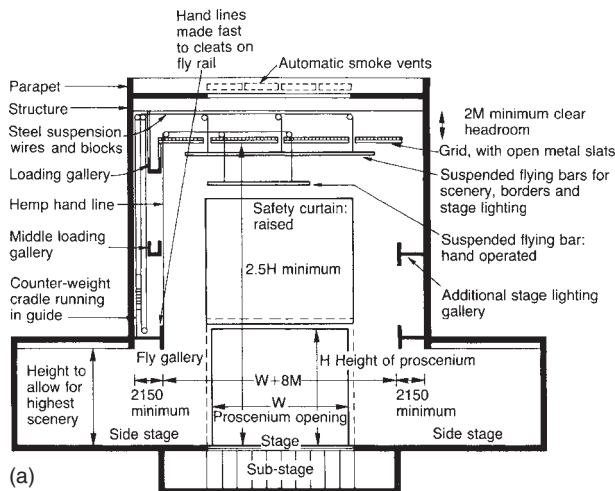 Hand lines
made fast
to cleats on
fly rail
Automatic smoke vents
Parapet
Structure
Steel suspension
wires and blocks
Loading gallery
Hemp hand line
Middle loading
gallery
Counter-weight
cradle running
in guide
2M minimum clear
headroom
Grid, with open metal slats
Suspended flying bars for
scenery, borders and
stage lighting
Safety curtain:
raised
Suspended flying bar:
hand operated
2.5H minimum
Additional stage lighting
gallery
Fly gallery
H Height of proscenium
Height to
allow for
highest
scenery
2150
minimum
W+8M
W
Proscenium opening
2150
minimum
Side stage
Stage
Side stage
Sub-stage
(a)